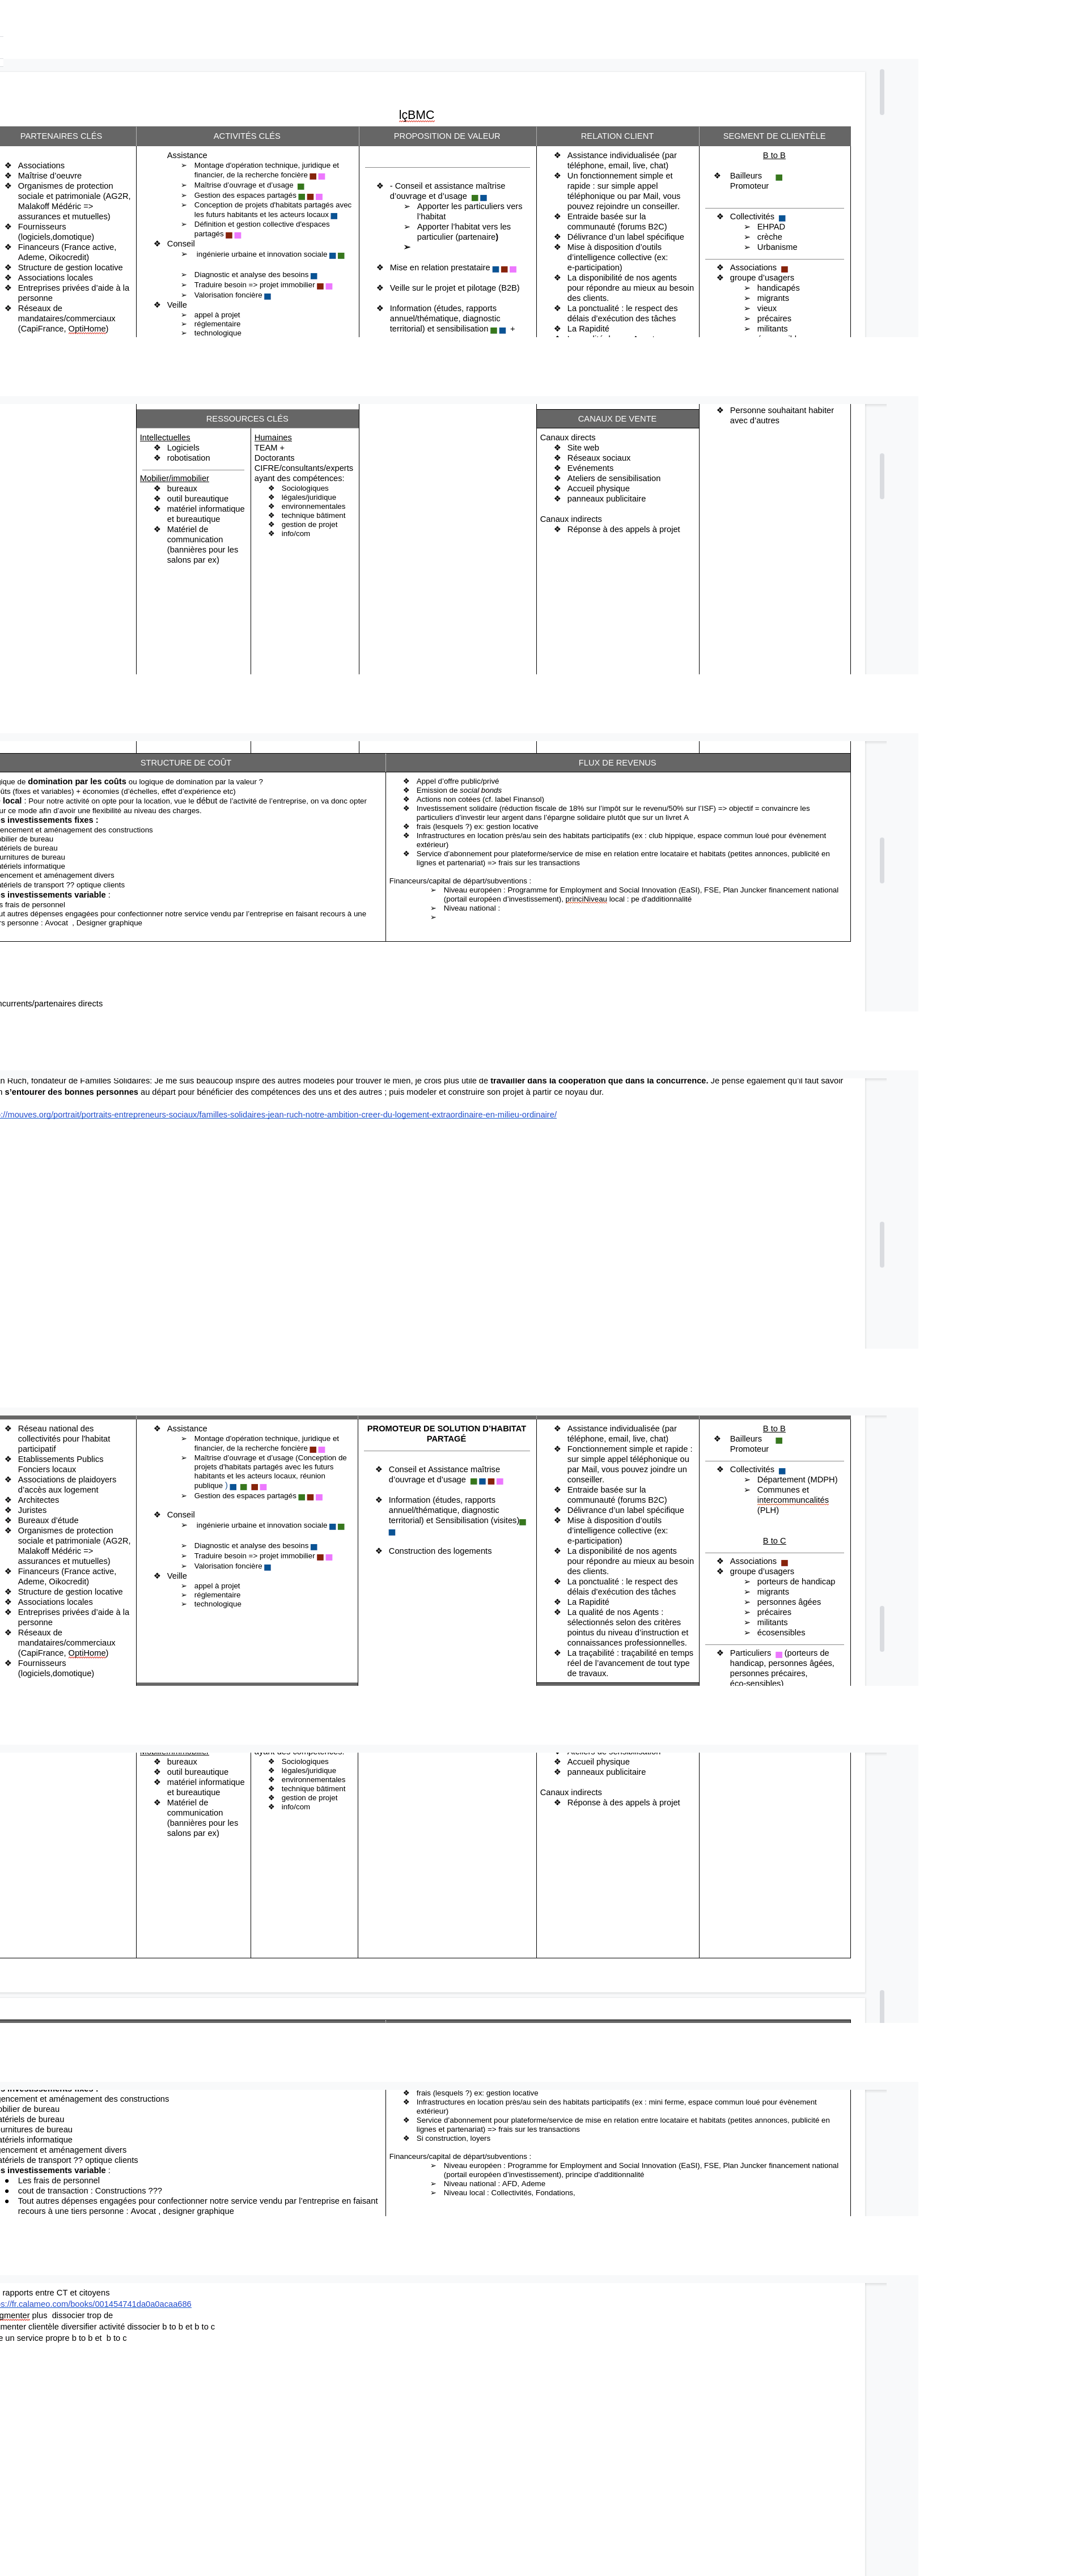 lçBMC
PARTENAIRES CLÉS
ACTIVITÉS CLÉS
PROPOSITION DE VALEUR
RELATION CLIENT
SEGMENT DE CLIENTÈLE
❖ Associations
❖ Maîtrise d'oeuvre
❖ Organismes de protection
sociale et patrimoniale (AG2R,
Malakoff Médéric =>
assurances et mutuelles)
❖ Fournisseurs
(logiciels,domotique)
❖ Financeurs (France active,
Ademe, Oikocredit)
❖ Structure de gestion locative
❖ Associations locales
❖ Entreprises privées d'aide à la
personne
❖ Réseaux de
mandataires/commerciaux
(CapiFrance, OptiHome)
Assistance
➢ Montage d'opération technique, juridique et
financier, de la recherche foncière
➢ Maîtrise d'ouvrage et d'usage
➢ Gestion des espaces partagés
➢ Conception de projets d'habitats partagés avec
les futurs habitants et les acteurs locaux
➢ Définition et gestion collective d'espaces
partagés
❖ Conseil
➢ ingénierie urbaine et innovation sociale
➢ Diagnostic et analyse des besoins
➢ Traduire besoin => projet immobilier
➢ Valorisation foncière
❖ Veille
➢ appel à projet
➢ réglementaire
➢ technologique
❖ - Conseil et assistance maîtrise
d'ouvrage et d'usage
➢ Apporter les particuliers vers
l'habitat
➢ Apporter l'habitat vers les
particulier (partenaire)
➢
❖ Mise en relation prestataire
❖ Veille sur le projet et pilotage (B2B)
❖ Information (études, rapports
annuel/thématique, diagnostic
territorial) et sensibilisation +
❖ Assistance individualisée (par
téléphone, email, live, chat)
❖ Un fonctionnement simple et
rapide : sur simple appel
téléphonique ou par Mail, vous
pouvez rejoindre un conseiller.
❖ Entraide basée sur la
communauté (forums B2C)
❖ Délivrance d'un label spécifique
❖ Mise à disposition d'outils
d'intelligence collective (ex:
e-participation)
❖ La disponibilité de nos agents
pour répondre au mieux au besoin
des clients.
❖ La ponctualité : le respect des
délais d'exécution des tâches
❖ La Rapidité
B to B
❖ Bailleurs
Promoteur
❖ Collectivités
➢ EHPAD
➢ crèche
➢ Urbanisme
❖ Associations
❖ groupe d'usagers
➢ handicapés
➢ migrants
➢ vieux
➢ précaires
➢ militants
RESSOURCES CLÉS
CANAUX DE VENTE
❖ Personne souhaitant habiter
avec d'autres
Intellectuelles
❖ Logiciels
❖ robotisation
Mobilier/immobilier
❖ bureaux
❖ outil bureautique
❖ matériel informatique
et bureautique
❖ Matériel de
communication
(bannières pour les
salons par ex)
Humaines
TEAM +
Doctorants
CIFRE/consultants/experts
ayant des compétences:
❖ Sociologiques
❖ légales/juridique
❖ environnementales
❖ technique bâtiment
❖ gestion de projet
❖ info/com
Canaux directs
❖ Site web
❖ Réseaux sociaux
❖ Evénements
❖ Ateliers de sensibilisation
❖ Accueil physique
❖ panneaux publicitaire
Canaux indirects
❖ Réponse à des appels à projet
STRUCTURE DE COÛT
FLUX DE REVENUS
gique de domination par les coûts ou logique de domination par la valeur ?
ûts (fixes et variables) + économies (d'échelles, effet d'expérience etc)
local : Pour notre activité on opte pour la location, vue le début de l'activité de l'entreprise, on va donc opter
ur ce mode afin d'avoir une flexibilité au niveau des charges.
s investissements fixes :
encement et aménagement des constructions
obilier de bureau
atériels de bureau
urnitures de bureau
atériels informatique
encement et aménagement divers
atériels de transport ?? optique clients
s investissements variable :
s frais de personnel
ut autres dépenses engagées pour confectionner notre service vendu par l'entreprise en faisant recours à une
rs personne : Avocat , Designer graphique
❖ Appel d'offre public/privé
❖ Emission de social bonds
❖ Actions non cotées (cf. label Finansol)
❖ Investissement solidaire (réduction fiscale de 18% sur l'impôt sur le revenu/50% sur l'ISF) => objectif = convaincre les
particuliers d'investir leur argent dans l'épargne solidaire plutôt que sur un livret A
❖ frais (lesquels ?) ex: gestion locative
❖ Infrastructures en location près/au sein des habitats participatifs (ex : club hippique, espace commun loué pour évènement
extérieur)
❖ Service d'abonnement pour plateforme/service de mise en relation entre locataire et habitats (petites annonces, publicité en
lignes et partenariat) => frais sur les transactions
Financeurs/capital de départ/subventions :
➢ Niveau européen : Programme for Employment and Social Innovation (EaSI), FSE, Plan Juncker financement national
(portail européen d'investissement), princiNiveau local : pe d'additionnalité
➢ Niveau national :
➢
ncurrents/partenaires directs
n Ruch, fondateur de Familles Solidaires: Je me suis beaucoup inspiré des autres modèles pour trouver le mien, je crois plus utile de travailler dans la coopération que dans la concurrence. Je pense également qu'il faut savoir
n s'entourer des bonnes personnes au départ pour bénéficier des compétences des uns et des autres ; puis modeler et construire son projet à partir ce noyau dur.
://mouves.org/portrait/portraits-entrepreneurs-sociaux/familles-solidaires-jean-ruch-notre-ambition-creer-du-logement-extraordinaire-en-milieu-ordinaire/
❖ Réseau national des
collectivités pour l'habitat
participatif
❖ Etablissements Publics
Fonciers locaux
❖ Associations de plaidoyers
d'accès aux logement
❖ Architectes
❖ Juristes
❖ Bureaux d'étude
❖ Organismes de protection
sociale et patrimoniale (AG2R,
Malakoff Médéric =>
assurances et mutuelles)
❖ Financeurs (France active,
Ademe, Oikocredit)
❖ Structure de gestion locative
❖ Associations locales
❖ Entreprises privées d'aide à la
personne
❖ Réseaux de
mandataires/commerciaux
(CapiFrance, OptiHome)
❖ Fournisseurs
(logiciels,domotique)
❖ Assistance
➢ Montage d'opération technique, juridique et
financier, de la recherche foncière
➢ Maîtrise d'ouvrage et d'usage (Conception de
projets d'habitats partagés avec les futurs
habitants et les acteurs locaux, réunion
publique )
➢ Gestion des espaces partagés
❖ Conseil
➢ ingénierie urbaine et innovation sociale
➢ Diagnostic et analyse des besoins
➢ Traduire besoin => projet immobilier
➢ Valorisation foncière
❖ Veille
➢ appel à projet
➢ réglementaire
➢ technologique
PROMOTEUR DE SOLUTION D'HABITAT
PARTAGÉ
❖ Conseil et Assistance maîtrise
d'ouvrage et d'usage
❖ Information (études, rapports
annuel/thématique, diagnostic
territorial) et Sensibilisation (visites)
❖ Construction des logements
❖ Assistance individualisée (par
téléphone, email, live, chat)
❖ Fonctionnement simple et rapide :
sur simple appel téléphonique ou
par Mail, vous pouvez joindre un
conseiller.
❖ Entraide basée sur la
communauté (forums B2C)
❖ Délivrance d'un label spécifique
❖ Mise à disposition d'outils
d'intelligence collective (ex:
e-participation)
❖ La disponibilité de nos agents
pour répondre au mieux au besoin
des clients.
❖ La ponctualité : le respect des
délais d'exécution des tâches
❖ La Rapidité
❖ La qualité de nos Agents :
sélectionnés selon des critères
pointus du niveau d'instruction et
connaissances professionnelles.
❖ La traçabilité : traçabilité en temps
réel de l'avancement de tout type
de travaux.
B to B
❖ Bailleurs
Promoteur
❖ Collectivités
➢ Département (MDPH)
➢ Communes et
intercommuncalités
(PLH)
B to C
❖ Associations
❖ groupe d'usagers
➢ porteurs de handicap
➢ migrants
➢ personnes âgées
➢ précaires
➢ militants
➢ écosensibles
❖ Particuliers (porteurs de
handicap, personnes âgées,
personnes précaires,
éco-sensibles)
Mobilier/immobilier
❖ bureaux
❖ outil bureautique
❖ matériel informatique
et bureautique
❖ Matériel de
communication
(bannières pour les
salons par ex)
ayant des compétences:
❖ Sociologiques
❖ légales/juridique
❖ environnementales
❖ technique bâtiment
❖ gestion de projet
❖ info/com
❖ Ateliers de sensibilisation
❖ Accueil physique
❖ panneaux publicitaire
Canaux indirects
❖ Réponse à des appels à projet
s investissements fixes :
encement et aménagement des constructions
obilier de bureau
atériels de bureau
urnitures de bureau
atériels informatique
encement et aménagement divers
atériels de transport ?? optique clients
s investissements variable :
● Les frais de personnel
● cout de transaction : Constructions ???
● Tout autres dépenses engagées pour confectionner notre service vendu par l'entreprise en faisant
recours à une tiers personne : Avocat , designer graphique
❖ frais (lesquels ?) ex: gestion locative
❖ Infrastructures en location près/au sein des habitats participatifs (ex : mini ferme, espace commun loué pour évènement
extérieur)
❖ Service d'abonnement pour plateforme/service de mise en relation entre locataire et habitats (petites annonces, publicité en
lignes et partenariat) => frais sur les transactions
❖ Si construction, loyers
Financeurs/capital de départ/subventions :
➢ Niveau européen : Programme for Employment and Social Innovation (EaSI), FSE, Plan Juncker financement national
(portail européen d'investissement), principe d'additionnalité
➢ Niveau national : AFD, Ademe
➢ Niveau local : Collectivités, Fondations,
rapports entre CT et citoyens
s://fr.calameo.com/books/001454741da0a0acaa686
gmenter plus dissocier trop de
menter clientèle diversifier activité dissocier b to b et b to c
e un service propre b to b et b to c